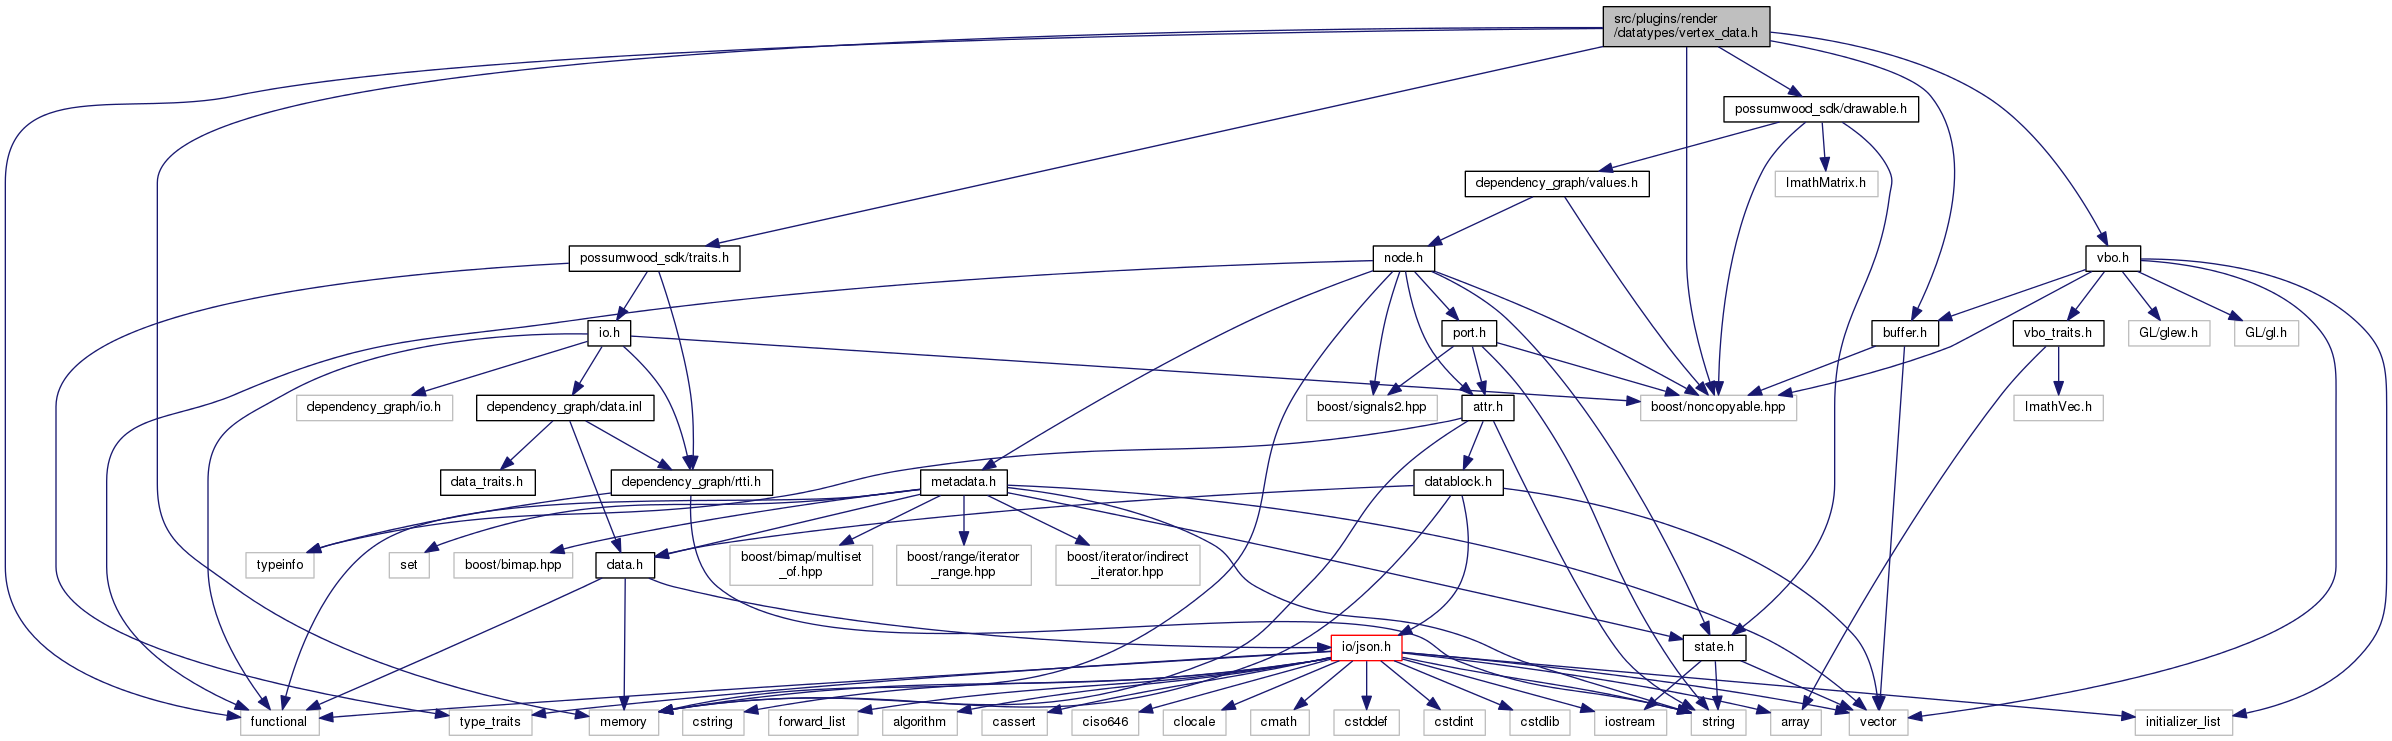 src/plugins/render
/datatypes/vertex_data.h
possumwood_sdk/drawable.h
dependency_graph/values.h
ImathMatrix.h
possumwood_sdk/traits.h
node.h
vbo.h
io.h
port.h
buffer.h
vbo_traits.h
GL/glew.h
GL/gl.h
dependency_graph/io.h
dependency_graph/data.inl
boost/signals2.hpp
attr.h
boost/noncopyable.hpp
ImathVec.h
data_traits.h
dependency_graph/rtti.h
metadata.h
datablock.h
typeinfo
set
boost/bimap.hpp
data.h
boost/bimap/multiset
_of.hpp
boost/range/iterator
_range.hpp
boost/iterator/indirect
_iterator.hpp
io/json.h
state.h
functional
type_traits
memory
cstring
forward_list
algorithm
cassert
ciso646
clocale
cmath
cstddef
cstdint
cstdlib
iostream
string
array
vector
initializer_list